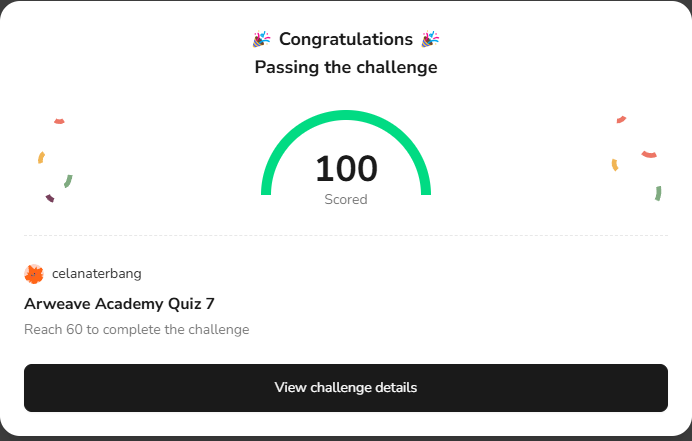 🎉 Congratulations 🎉
Passing the challenge
100
Scored
celanaterbang
Arweave Academy Quiz 7
Reach 60 to complete the challenge
View challenge details